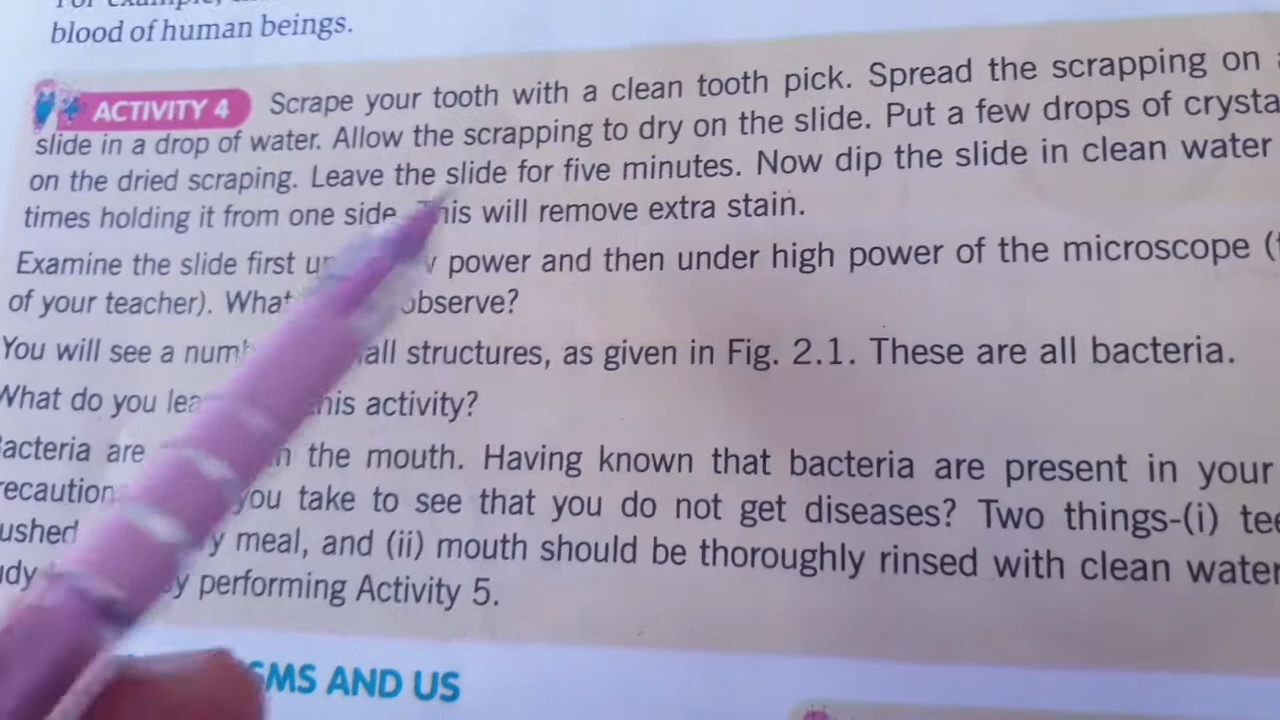 blood of human beings.
ACTIVITY 4 Scrape your tooth with a clean tooth pick. Spread the scrapping on
slide in a drop of water. Allow the scrapping to dry on the slide. Put a few drops of crysta
on the dried scraping. Leave the slide for five minutes. Now dip the slide in clean water
times holding it from one side. This will remove extra stain.
Examine the slide first power and then under high power of the microscope (
of your teacher). What observe?
You will see a num all structures, as given in Fig. 2.1. These are all bacteria.
What do you lea his activity?
acteria are the mouth. Having known that bacteria are present in your
recaution you take to see that you do not get diseases? Two things-(i) tee
ushed y meal, and (ii) mouth should be thoroughly rinsed with clean water
dy y performing Activity 5.
SMS AND US